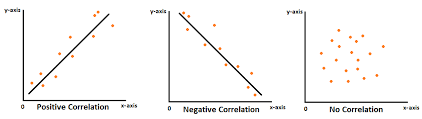 y-axis
0
x-axis
Positive Correlation
y-axis
0
x-axis
Negative Correlation
y-axis
0
x-axis
No Correlation